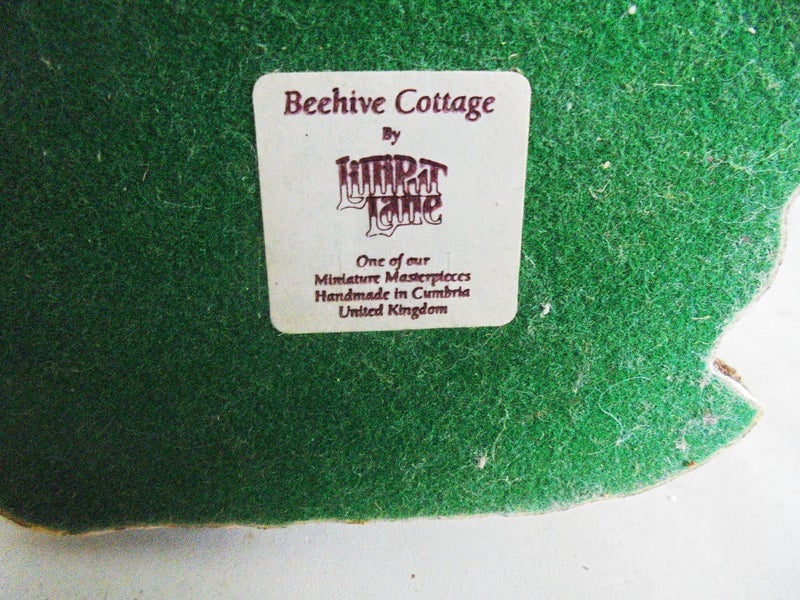 Beehive Cottage
By
LilliPuT
Lane
One of our
Miniature Masterpieces
Handmade in Cumbria
United Kingdom